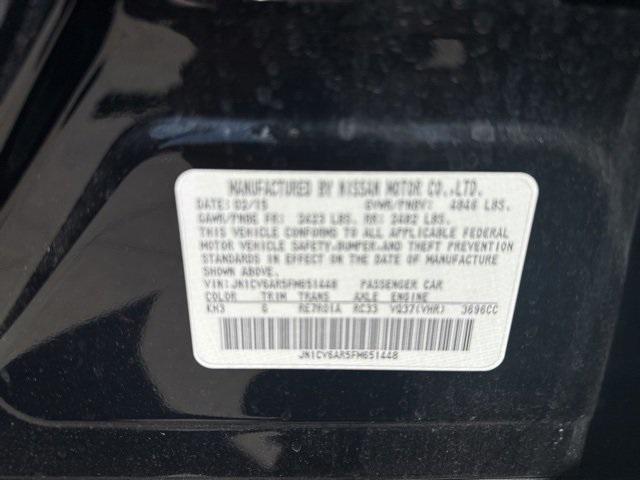 MANUFACTURED BY NISSAN MOTOR CO.,LTD.
DATE: 02/15 GVWR/PNBV: 4846 LBS.
GAWR/PNBE FR: 2423 LBS. RR: 2482 LBS.
THIS VEHICLE CONFORMS TO ALL APPLICABLE FEDERAL
MOTOR VEHICLE SAFETY,BUMPER,AND THEFT PREVENTION
STANDARDS IN EFFECT ON THE DATE OF MANUFACTURE
SHOWN ABOVE.
VIN:JN1CV6AR5FM651448 PASSENGER CAR
COLOR TRIM TRANS AXLE ENGINE
KH3 G RE7R01A RC33 VQ37(VHR) 3696CC
JN1CV6AR5FM651448